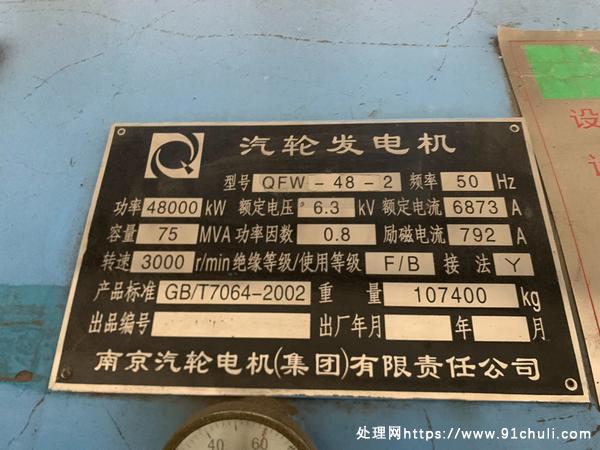 汽轮发电机
型号 QFW-48-2 频率 50 Hz
功率 48000 kW 额定电压 6.3 kV 额定电流 6873 A
容量 75 MVA 功率因数 0.8 励磁电流 792 A
转速 3000 r/min 绝缘等级/使用等级 F/B 接法 Y
产品标准 GB/T7064-2002 重量 107400 kg
出品编号 出厂年月 年 月
南京汽轮电机(集团)有限责任公司
设
40 60
处理网https://www.91chuli.com/